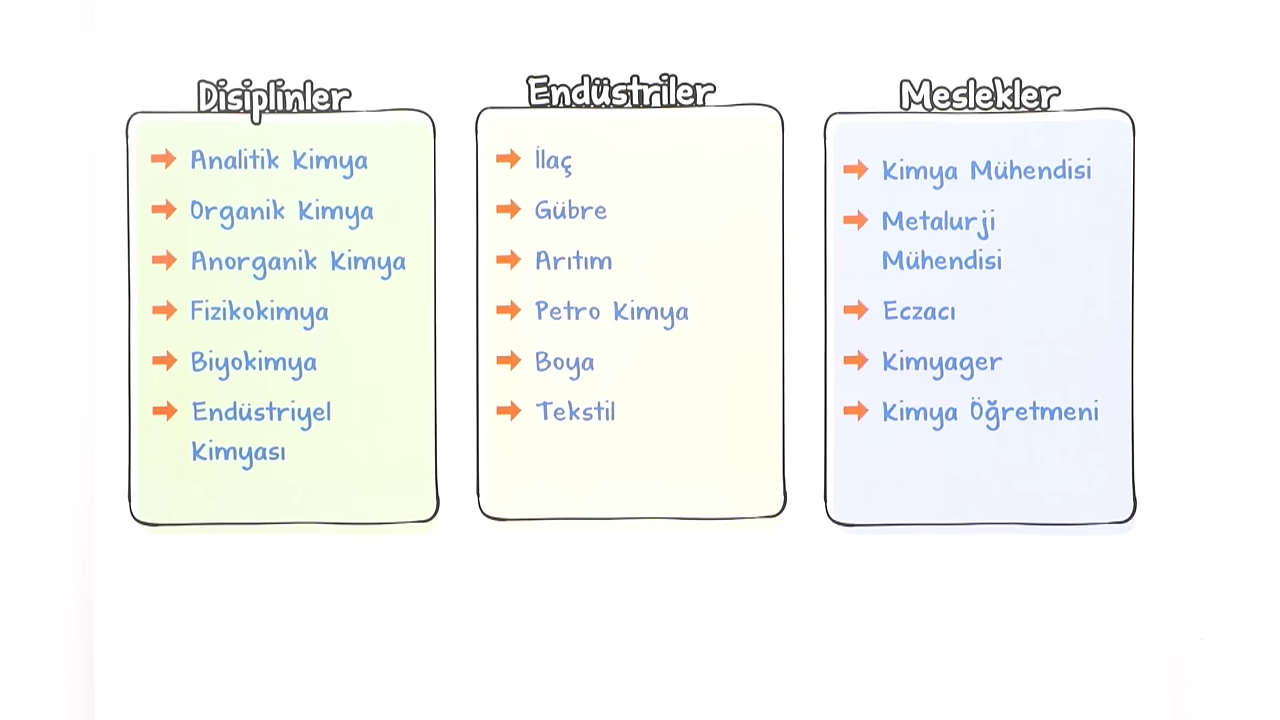 Disiplinler
Analitik Kimya
Organik Kimya
Anorganik Kimya
Fizikokimya
Biyokimya
Endüstriyel
Kimyası
Endüstriler
İlaç
Gübre
Arıtım
Petro Kimya
Boya
Tekstil
Meslekler
Kimya Mühendisi
Metalurji
Mühendisi
Eczacı
Kimyager
Kimya Öğretmeni